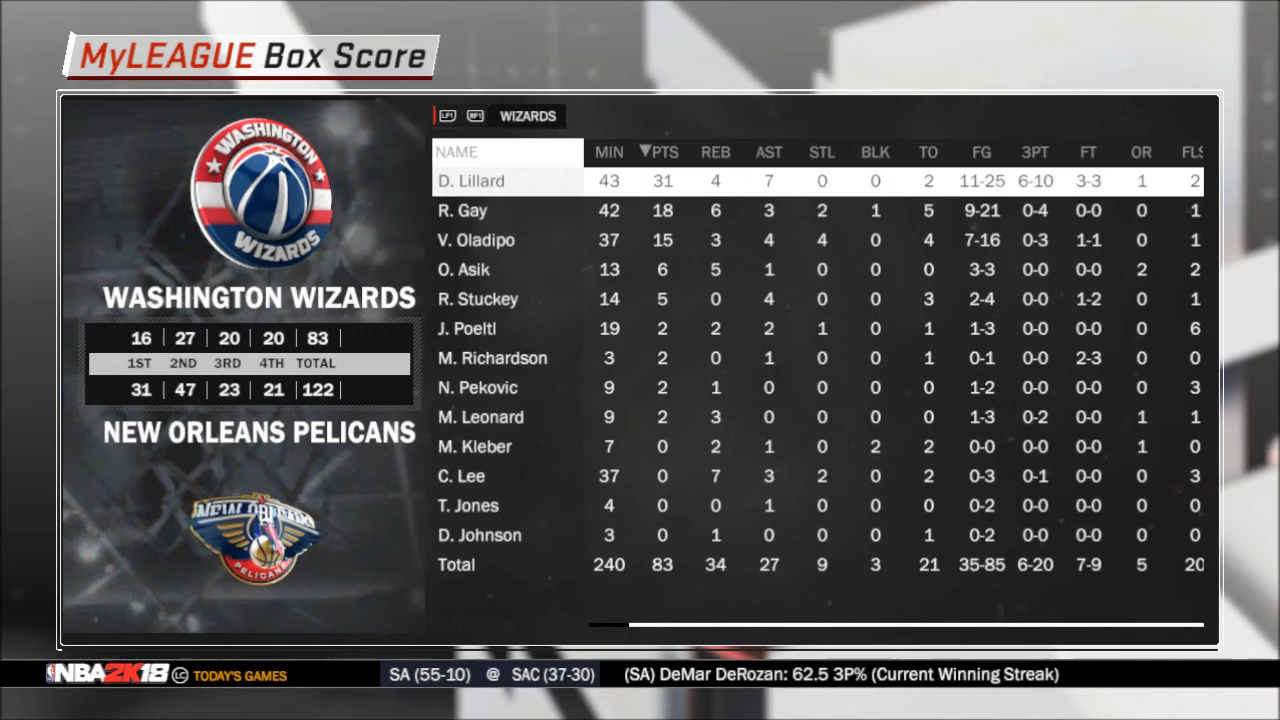 MyLEAGUE Box Score
WASHINGTON
WIZARDS
WASHINGTON WIZARDS
16 27 20 20 83
1ST 2ND 3RD 4TH TOTAL
31 47 23 21 122
NEW ORLEANS PELICANS
NEW ORLEANS
PELICANS
WIZARDS
NAME MIN ▼PTS REB AST STL BLK TO FG 3PT FT OR FLS
D. Lillard 43 31 4 7 0 0 2 11-25 6-10 3-3 1 2
R. Gay 42 18 6 3 2 1 5 9-21 0-4 0-0 0 1
V. Oladipo 37 15 3 4 4 0 4 7-16 0-3 1-1 0 1
O. Asik 13 6 5 1 0 0 0 3-3 0-0 0-0 2 2
R. Stuckey 14 5 0 4 0 0 3 2-4 0-0 1-2 0 1
J. Poeltl 19 2 2 2 1 0 1 1-3 0-0 0-0 0 6
M. Richardson 3 2 0 1 0 0 1 0-1 0-0 2-3 0 0
N. Pekovic 9 2 1 0 0 0 0 1-2 0-0 0-0 0 3
M. Leonard 9 2 3 0 0 0 0 1-3 0-2 0-0 1 1
M. Kleber 7 0 2 1 0 2 2 0-0 0-0 0-0 1 0
C. Lee 37 0 7 3 2 0 2 0-3 0-1 0-0 0 3
T. Jones 4 0 0 1 0 0 0 0-2 0-0 0-0 0 0
D. Johnson 3 0 1 0 0 0 1 0-2 0-0 0-0 0 0
Total 240 83 34 27 9 3 21 35-85 6-20 7-9 5 20
NBA2K18 LC TODAY'S GAMES SA (55-10) @ SAC (37-30) (SA) DeMar DeRozan: 62.5 3P% (Current Winning Streak)